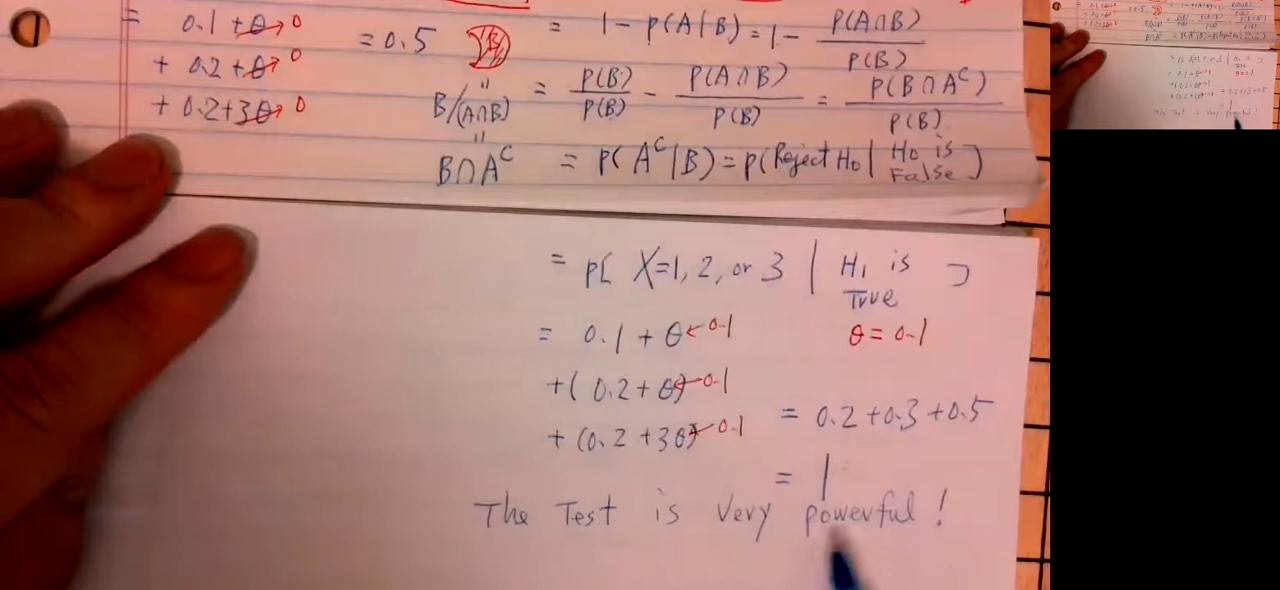 = 0.1 + θ→0
+ 0.2 + θ→0
+ 0.2 + 3θ→0
= 0.5
B
= 1 - P(A|B) = 1 - P(A∩B)/P(B)
"
B/(A∩B) = P(B)/P(B) - P(A∩B)/P(B) = P(B∩A^C)/P(B)
"
B∩A^C = P(A^C|B) = P(Reject H0 | H0 is False)
= P[ X=1, 2, or 3 | H1 is True ]
= 0.1 + θ←0.1
θ = 0.1
+ (0.2 + θ)←0.1
+ (0.2 + 3θ)←0.1
= 0.2 + 0.3 + 0.5
= 1
The Test is very powerful!